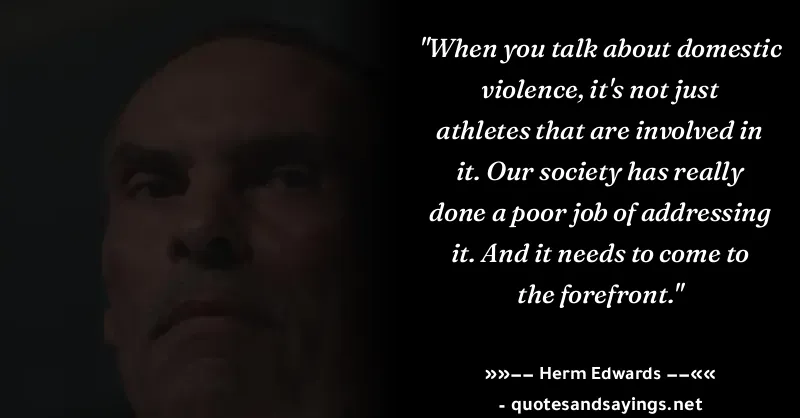 "When you talk about domestic
violence, it's not just
athletes that are involved in
it. Our society has really
done a poor job of addressing
it. And it needs to come to
the forefront."
»»–– Herm Edwards ––««
- quotesandsayings.net